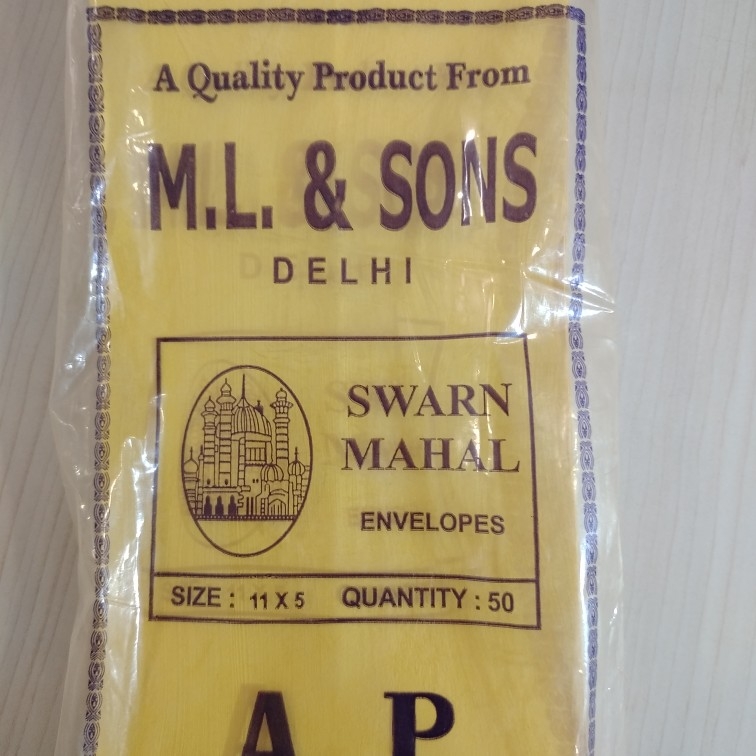 A Quality Product From
M.L. & SONS
DELHI
SWARN
MAHAL
ENVELOPES
SIZE : 11 X 5 QUANTITY : 50
A P